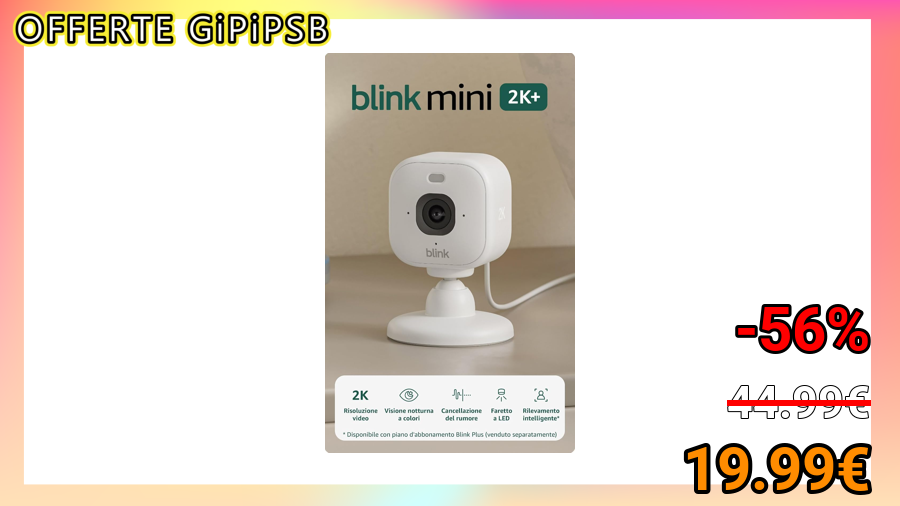 OFFERTE GiPiPSB
blink mini 2K+
blink
2K
Risoluzione video
Visione notturna a colori
Cancellazione del rumore
Faretto a LED
Rilevamento intelligente*
* Disponibile con piano d'abbonamento Blink Plus (venduto separatamente)
-56%
44.99€
19.99€